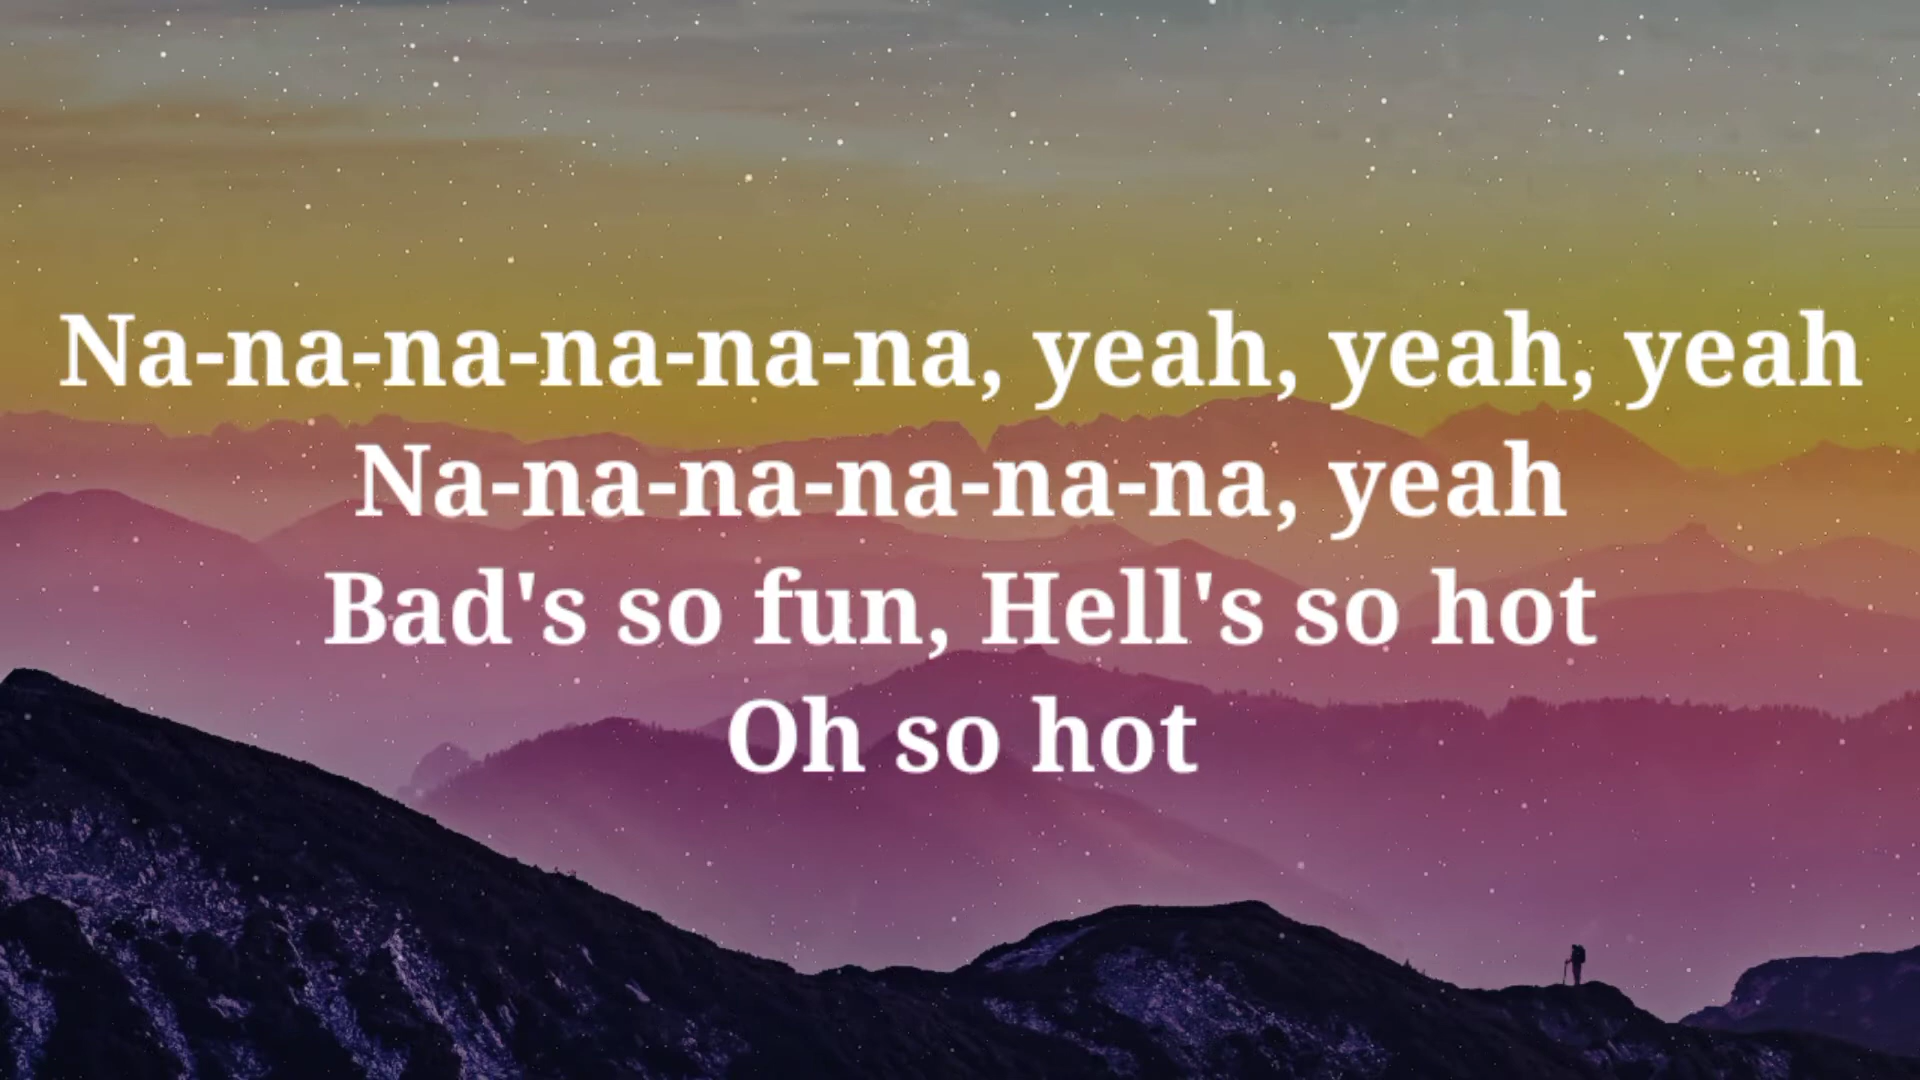 Na-na-na-na-na-na, yeah, yeah, yeah
Na-na-na-na-na-na, yeah
Bad's so fun, Hell's so hot
Oh so hot